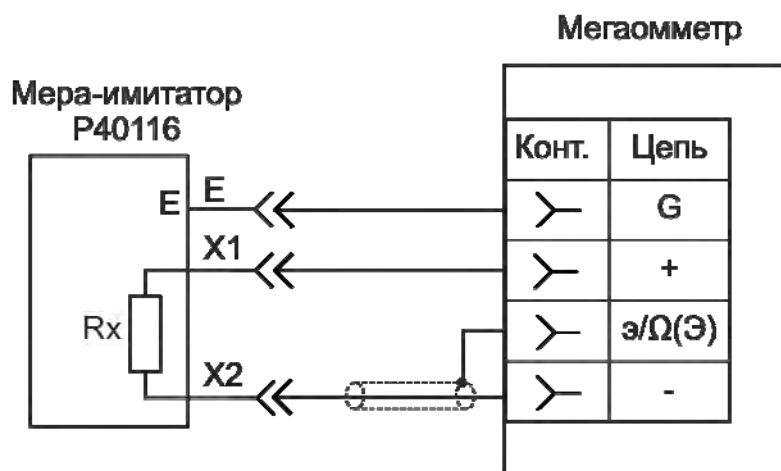 Мегаомметр
Мера-имитатор
Р40116
Конт. Цепь
E E G
X1 +
Rx э/Ω(Э)
X2 -